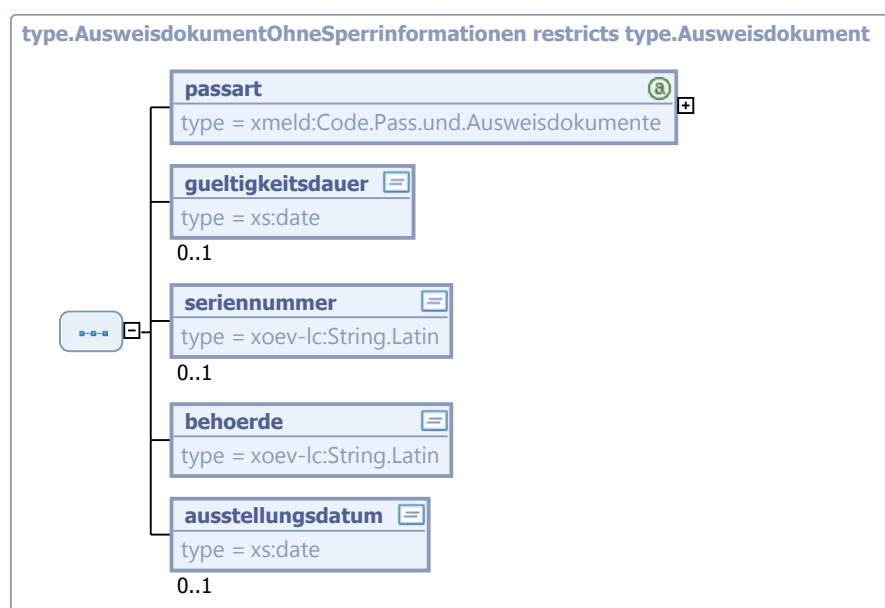 type.AusweisdokumentOhneSperrinformationen restricts type.Ausweisdokument
passart
type = xmeld:Code.Pass.und.Ausweisdokumente
gueltigkeitsdauer
type = xs:date
0..1
seriennummer
type = xoev-lc:String.Latin
0..1
behoerde
type = xoev-lc:String.Latin
ausstellungsdatum
type = xs:date
0..1